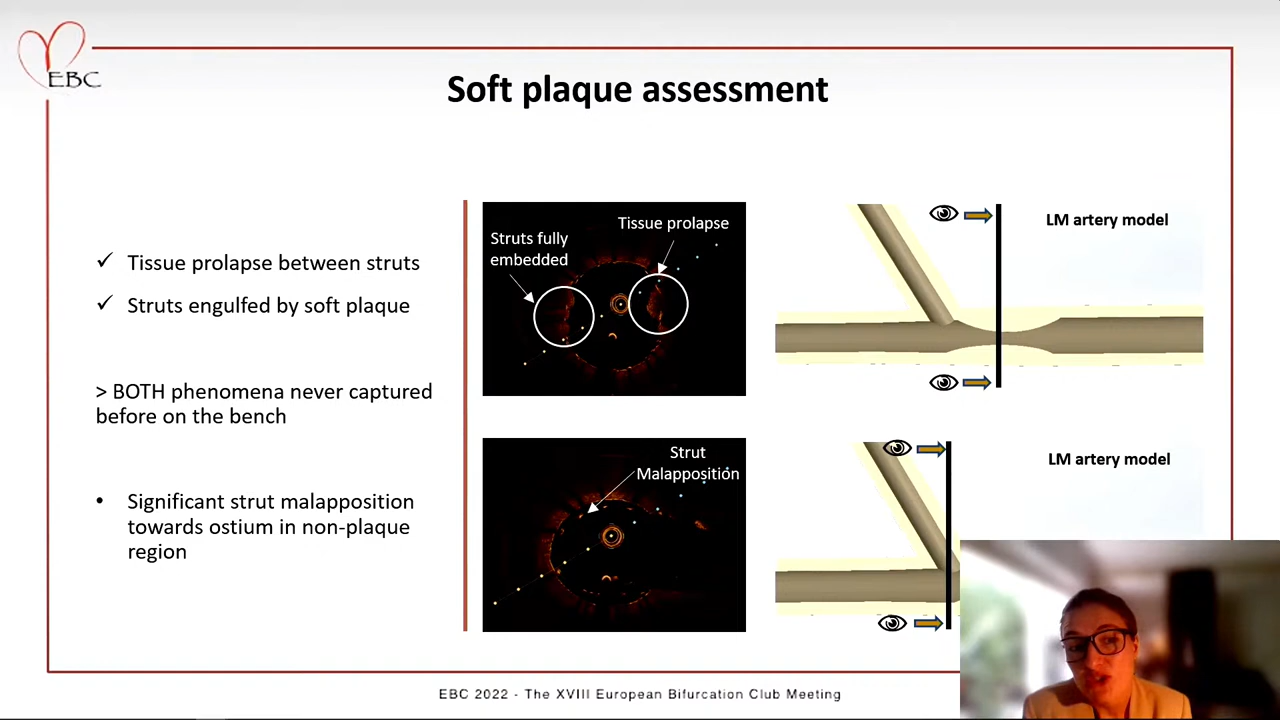 EBC
Soft plaque assessment
✓ Tissue prolapse between struts
✓ Struts engulfed by soft plaque
> BOTH phenomena never captured
before on the bench
• Significant strut malapposition
towards ostium in non-plaque
region
Tissue prolapse
Struts fully
embedded
LM artery model
Strut
Malapposition
LM artery model
EBC 2022 - The XVIII European Bifurcation Club Meeting